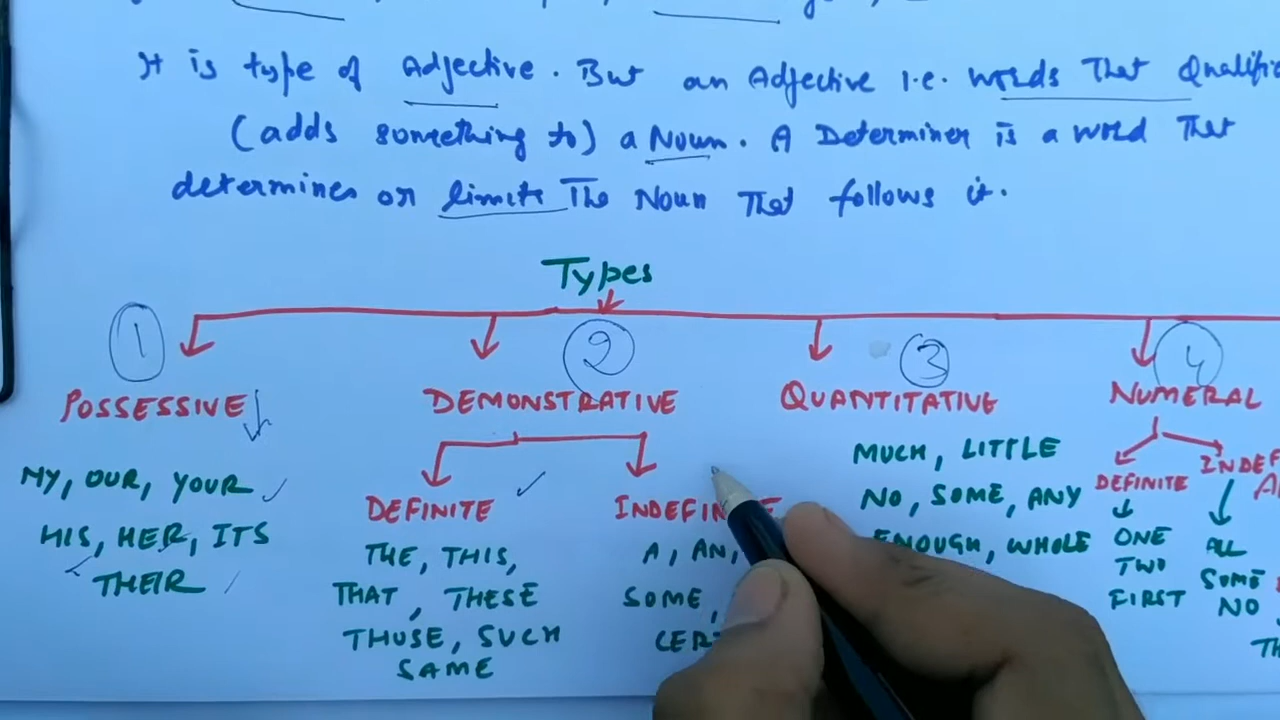 It is type of Adjective. But an Adjective i.e. words that Qualifie
(adds something to) a Noun. A Determiner is a word that
determines or limits The Noun That follows it.
Types
1 2 3 4
POSSESSIVE DEMONSTRATIVE QUANTITATIVE NUMERAL
MY, OUR, YOUR
HIS, HER, ITS
THEIR
DEFINITE
THE, THIS,
THAT, THESE
THOSE, SUCH
SAME
INDEFINITE
A, AN,
SOME,
CERT
MUCH, LITTLE
NO, SOME, ANY
ENOUGH, WHOLE
DEFINITE
ONE
TWO
FIRST
INDEF
ALL
SOME
NO